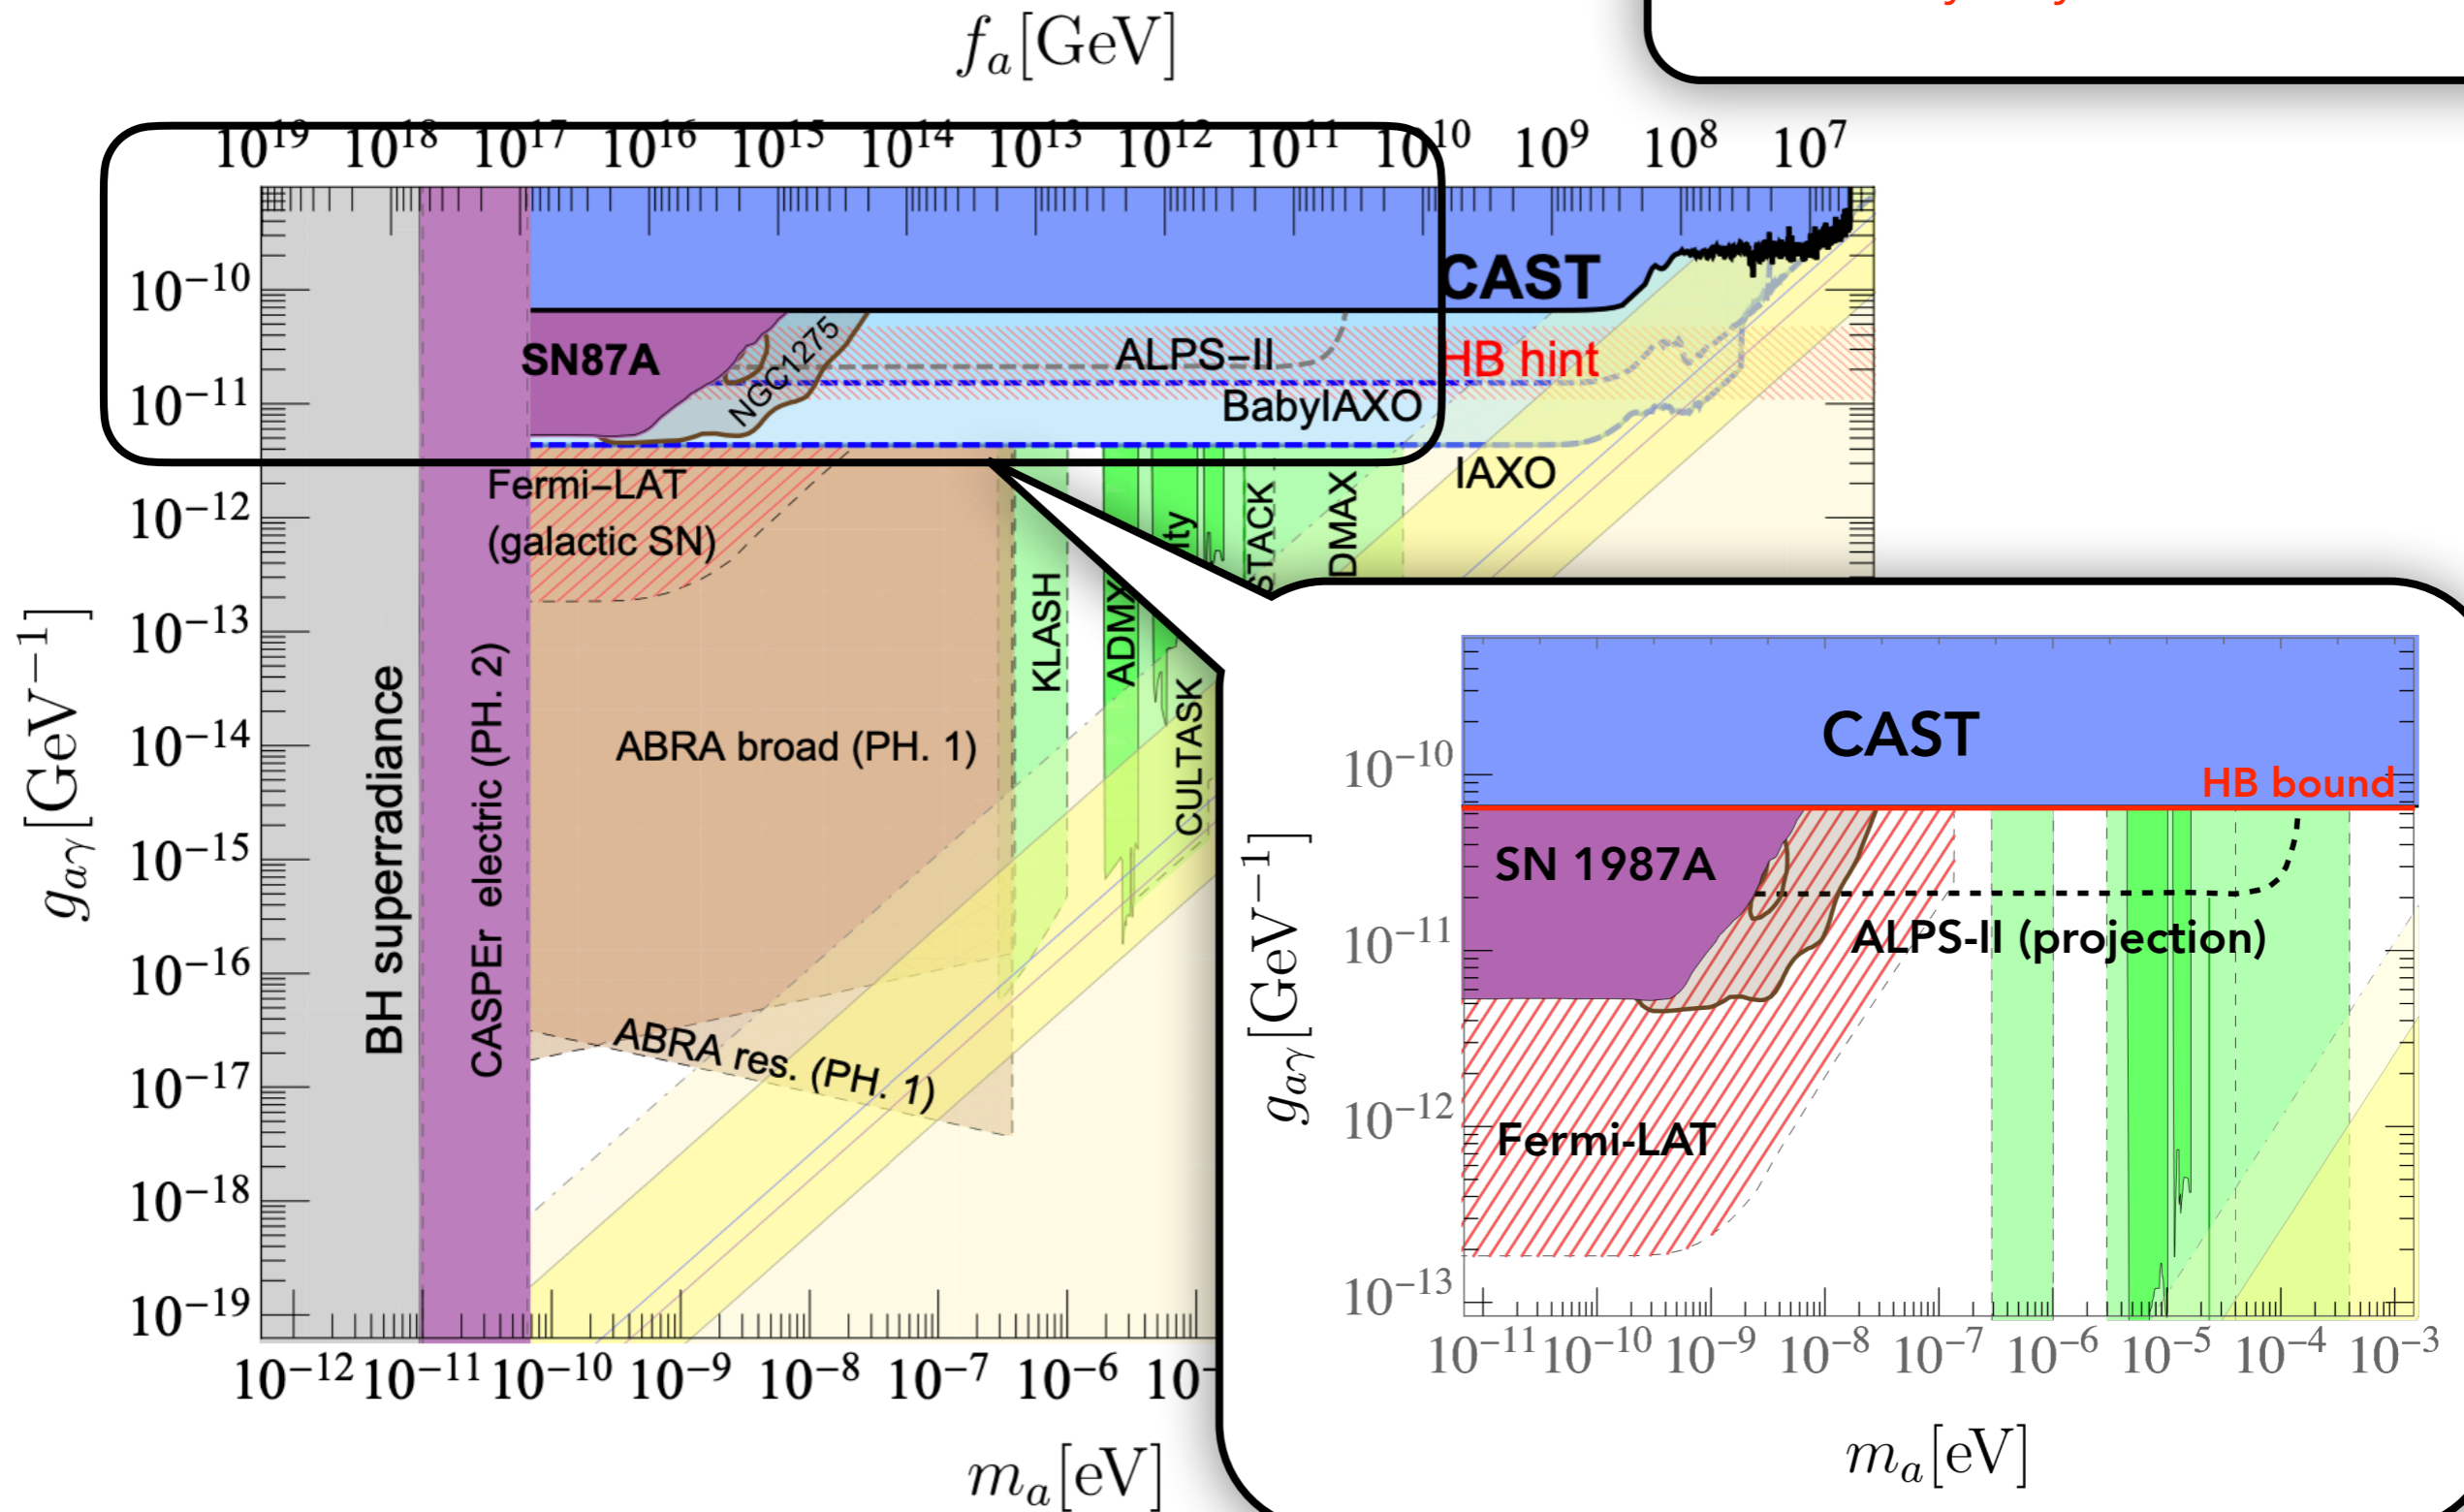 f_a [GeV]
10^19 10^18 10^17 10^16 10^15 10^14 10^13 10^12 10^11 10^10 10^9 10^8 10^7
10^−10
10^−11
10^−12
10^−13
10^−14
10^−15
10^−16
10^−17
10^−18
10^−19
g_aγ [GeV^−1]
CAST
SN87A
NGC1275
ALPS−II
HB hint
BabyIAXO
IAXO
Fermi−LAT
(galactic SN)
BH superradiance
CASPEr electric (PH. 2)
ABRA broad (PH. 1)
ABRA res. (PH. 1)
KLASH
ADMX
CULTASK
DMAX
10^−12 10^−11 10^−10 10^−9 10^−8 10^−7 10^−6
m_a [eV]
CAST
HB bound
SN 1987A
ALPS-II (projection)
Fermi-LAT
10^−10
10^−11
10^−12
10^−13
g_aγ [GeV^−1]
10^−11 10^−10 10^−9 10^−8 10^−7 10^−6 10^−5 10^−4 10^−3
m_a [eV]